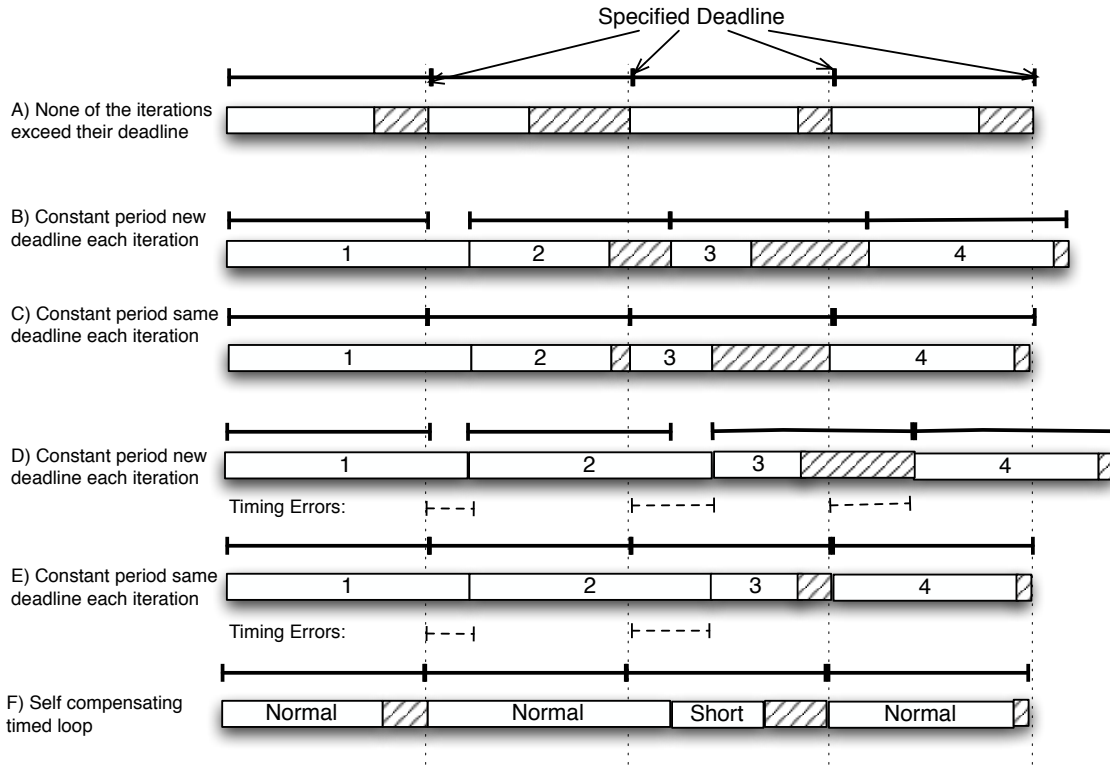 Specified Deadline
A) None of the iterations
exceed their deadline
B) Constant period new
deadline each iteration
1 2 3 4
C) Constant period same
deadline each iteration
1 2 3 4
D) Constant period new
deadline each iteration
1 2 3 4
Timing Errors:
E) Constant period same
deadline each iteration
1 2 3 4
Timing Errors:
F) Self compensating
timed loop
Normal Normal Short Normal